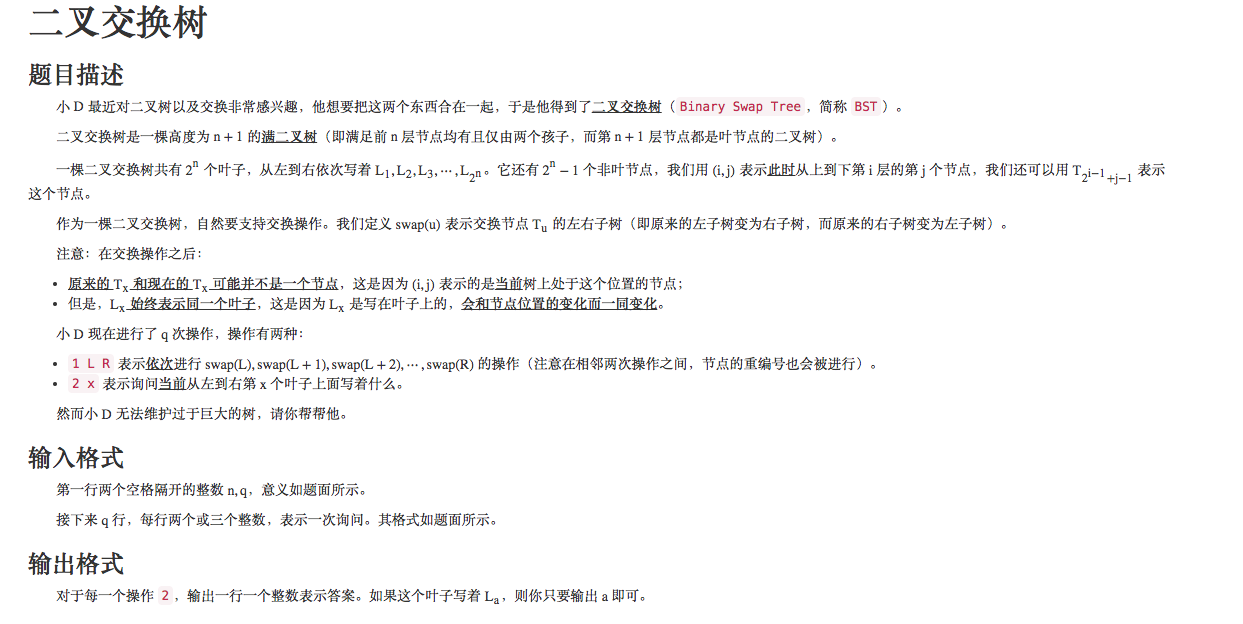 二叉交换树
题目描述
小 D 最近对二叉树以及交换非常感兴趣，他想要把这两个东西合在一起，于是他得到了二叉交换树（ Binary Swap Tree ，简称 BST ）。
二叉交换树是一棵高度为 n + 1 的满二叉树（即满足前 n 层节点均有且仅由两个孩子，而第 n + 1 层节点都是叶节点的二叉树）。
一棵二叉交换树共有 2^n 个叶子，从左到右依次写着 L_1, L_2, L_3, ⋯, L_{2^n}。它还有 2^n − 1 个非叶节点，我们用 (i, j) 表示此时从上到下第 i 层的第 j 个节点，我们还可以用 T_{2^{i−1}+j−1} 表示
这个节点。
作为一棵二叉交换树，自然要支持交换操作。我们定义 swap(u) 表示交换节点 T_u 的左右子树（即原来的左子树变为右子树，而原来的右子树变为左子树）。
注意：在交换操作之后：
• 原来的 T_x 和现在的 T_x 可能并不是一个节点，这是因为 (i, j) 表示的是当前树上处于这个位置的节点；
• 但是，L_x 始终表示同一个叶子，这是因为 L_x 是写在叶子上的，会和节点位置的变化而一同变化。
小 D 现在进行了 q 次操作，操作有两种：
• 1 L R 表示依次进行 swap(L), swap(L + 1), swap(L + 2), ⋯, swap(R) 的操作（注意在相邻两次操作之间，节点的重编号也会被进行）。
• 2 x 表示询问当前从左到右第 x 个叶子上面写着什么。
然而小 D 无法维护过于巨大的树，请你帮帮他。
输入格式
第一行两个空格隔开的整数 n, q，意义如题面所示。
接下来 q 行，每行两个或三个整数，表示一次询问。其格式如题面所示。
输出格式
对于每一个操作 2 ，输出一行一个整数表示答案。如果这个叶子写着 L_a，则你只要输出 a 即可。